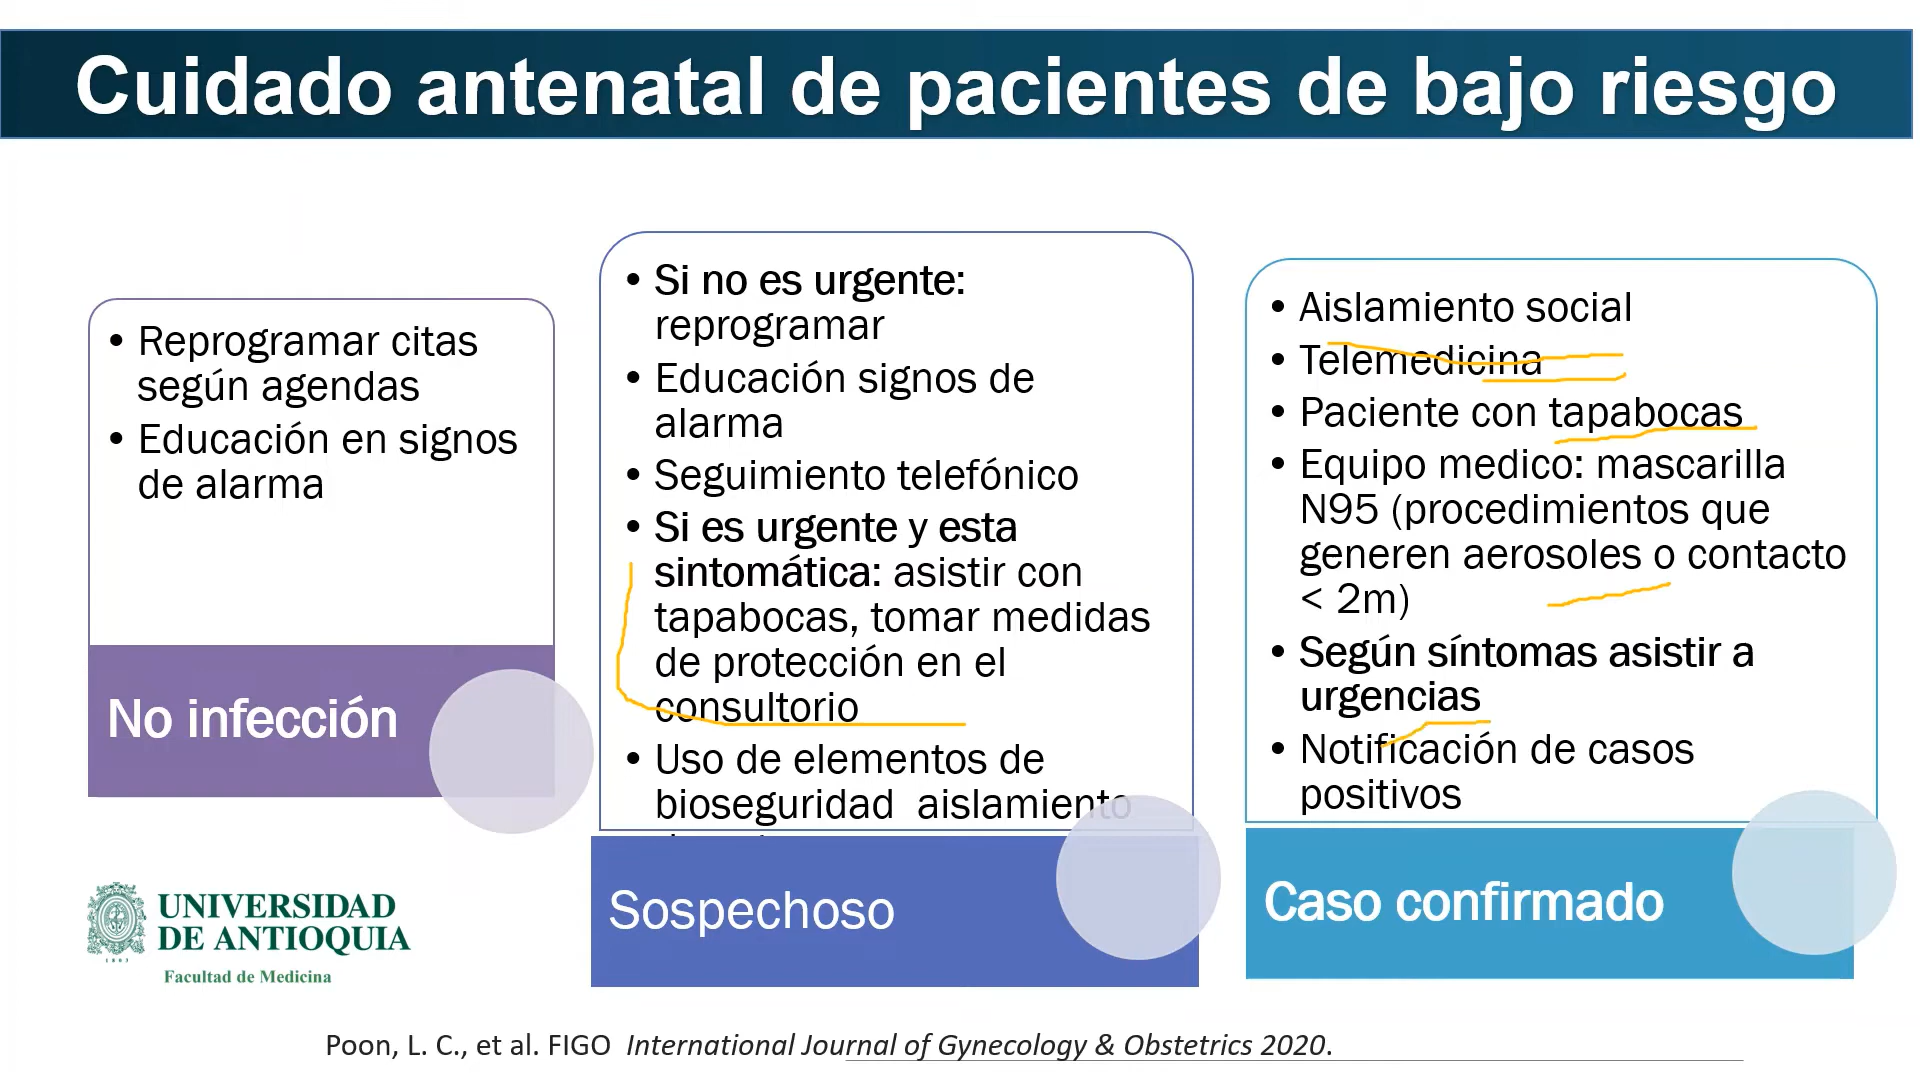 Cuidado antenatal de pacientes de bajo riesgo
• Reprogramar citas
según agendas
• Educación en signos
de alarma
No infección
• Si no es urgente:
reprogramar
• Educación signos de
alarma
• Seguimiento telefónico
• Si es urgente y esta
sintomática: asistir con
tapabocas, tomar medidas
de protección en el
consultorio
• Uso de elementos de
bioseguridad aislamiento
Sospechoso
• Aislamiento social
• Telemedicina
• Paciente con tapabocas
• Equipo medico: mascarilla
N95 (procedimientos que
generen aerosoles o contacto
< 2m)
• Según síntomas asistir a
urgencias
• Notificación de casos
positivos
Caso confirmado
UNIVERSIDAD
DE ANTIOQUIA
1803
Facultad de Medicina
Poon, L. C., et al. FIGO International Journal of Gynecology & Obstetrics 2020.